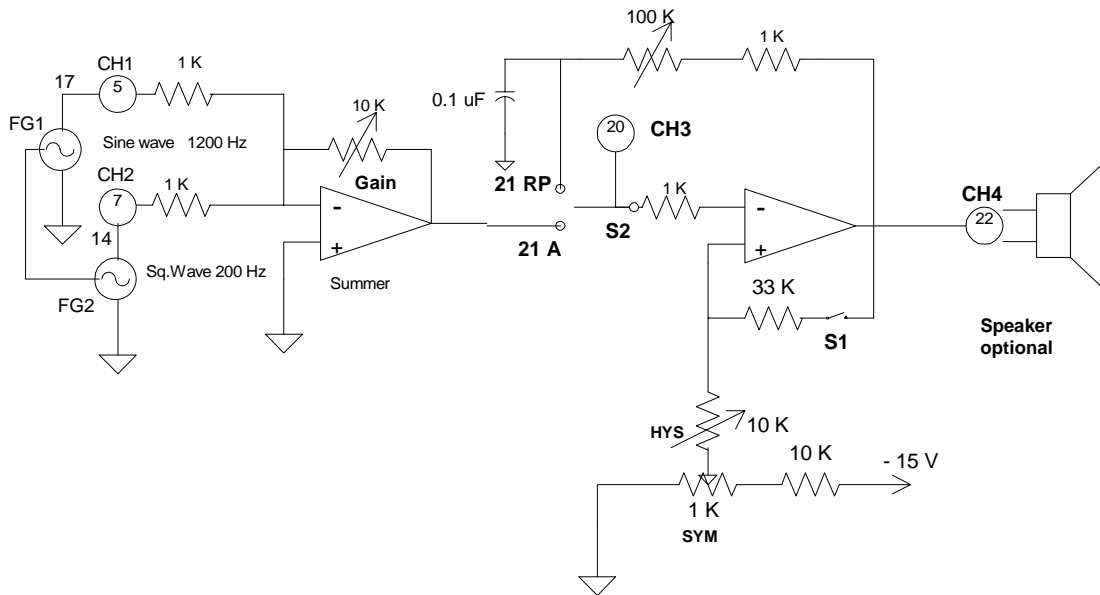 100 K
1 K
CH1
1 K
17
5
0.1 uF
20
CH3
10 K
FG1
Sine wave 1200 Hz
CH2
Gain
21 RP
1 K
1 K
CH4
7
-
-
22
S2
14
+
21 A
+
Sq.Wave 200 Hz
Summer
33 K
FG2
S1
Speaker
optional
HYS
10 K
10 K
- 15 V
1 K
SYM